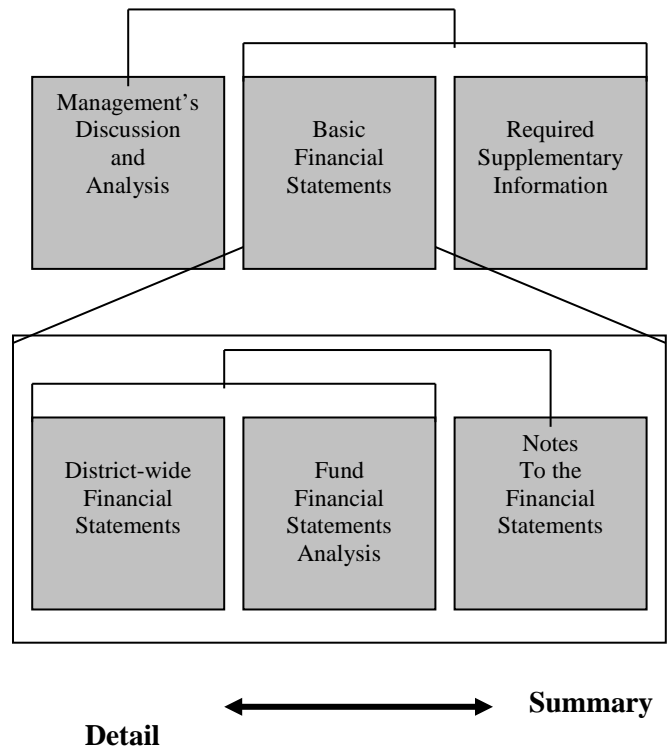 Management's
Discussion
and
Analysis
Basic
Financial
Statements
Required
Supplementary
Information
District-wide
Financial
Statements
Fund
Financial
Statements
Analysis
Notes
To the
Financial
Statements
Summary
Detail